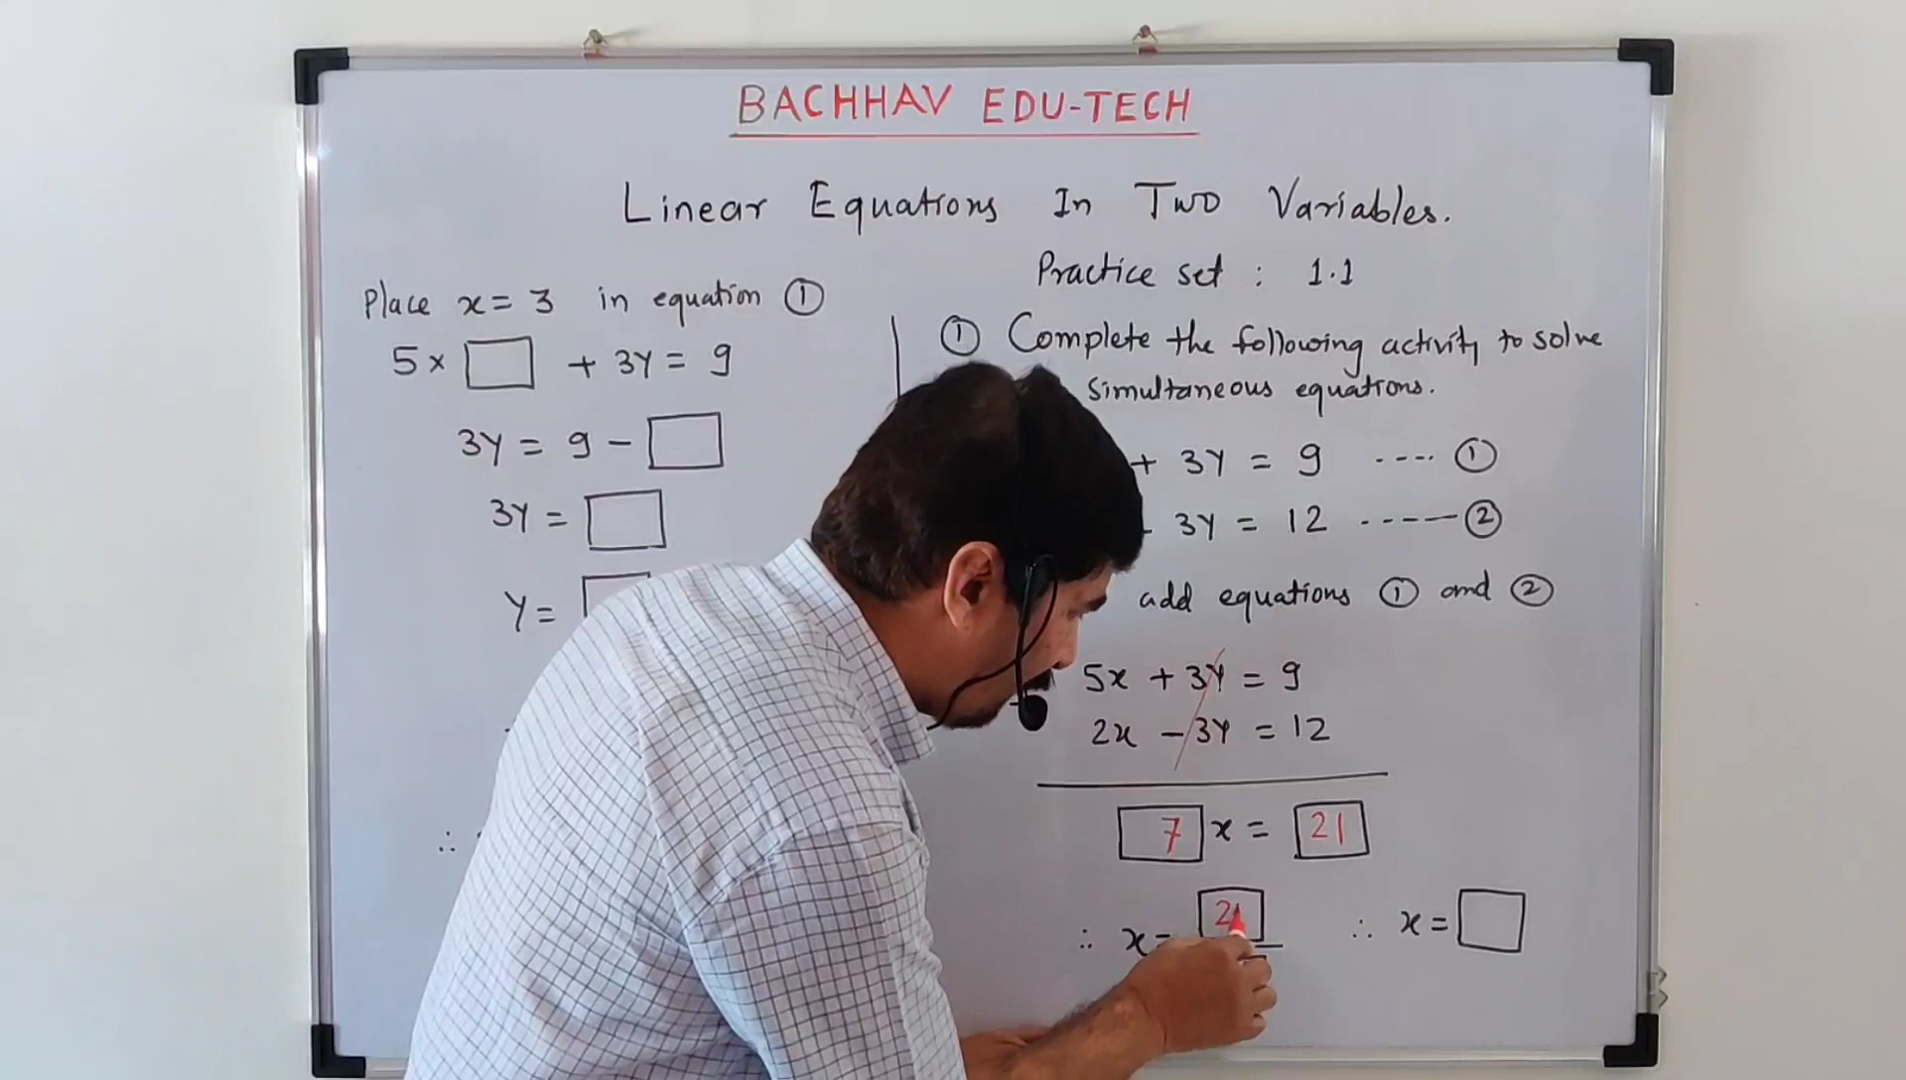 BACHHAV EDU-TECH
Linear Equations In Two Variables.
Practice set : 1.1
Place x = 3 in equation ①
5 × + 3Y = 9
3Y = 9 -
3Y =
Y =
∴
① Complete the following activity to solve
simultaneous equations.
+ 3Y = 9 ---- ①
- 3Y = 12 ----- ②
add equations ① and ②
5x + 3Y = 9
2x - 3Y = 12
7 x = 21
∴ x = 21
∴ x =